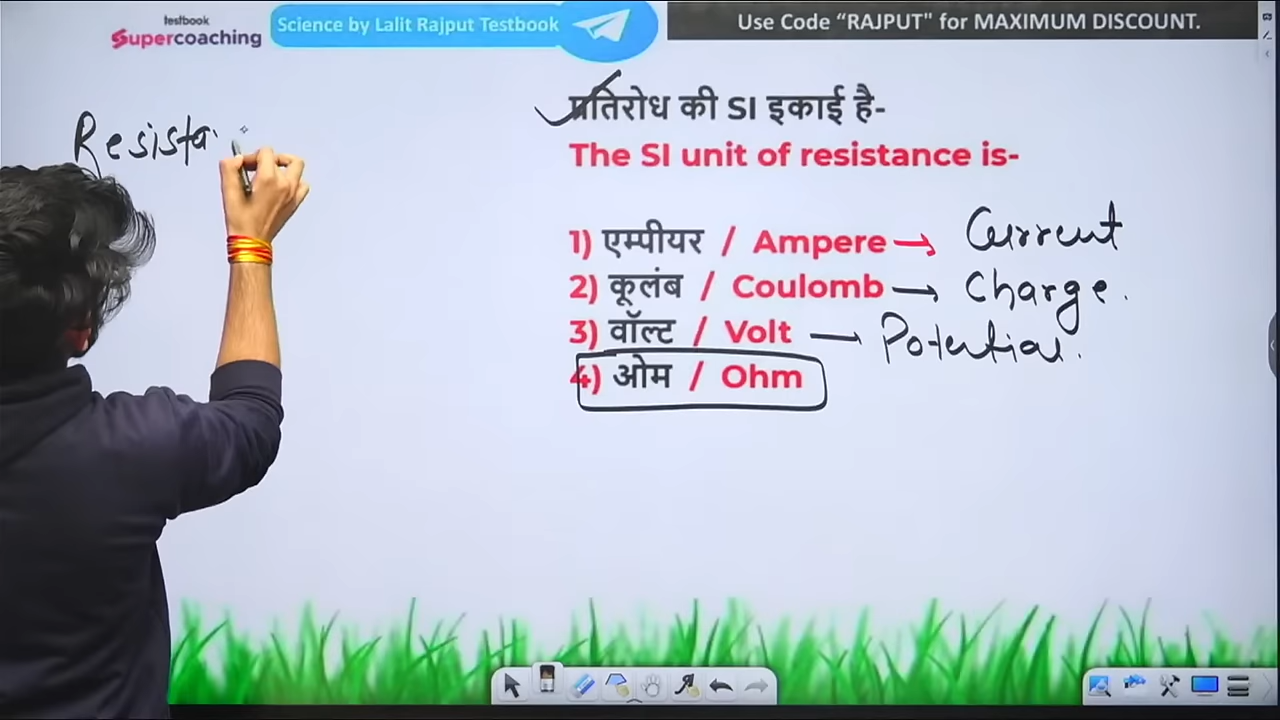 testbook
Supercoaching
Science by Lalit Rajput Testbook
Use Code “RAJPUT" for MAXIMUM DISCOUNT.
Resista
प्रतिरोध की SI इकाई है-
The SI unit of resistance is-
1) एम्पीयर / Ampere → Current
2) कूलंब / Coulomb → Charge.
3) वॉल्ट / Volt — Potential.
4) ओम / Ohm